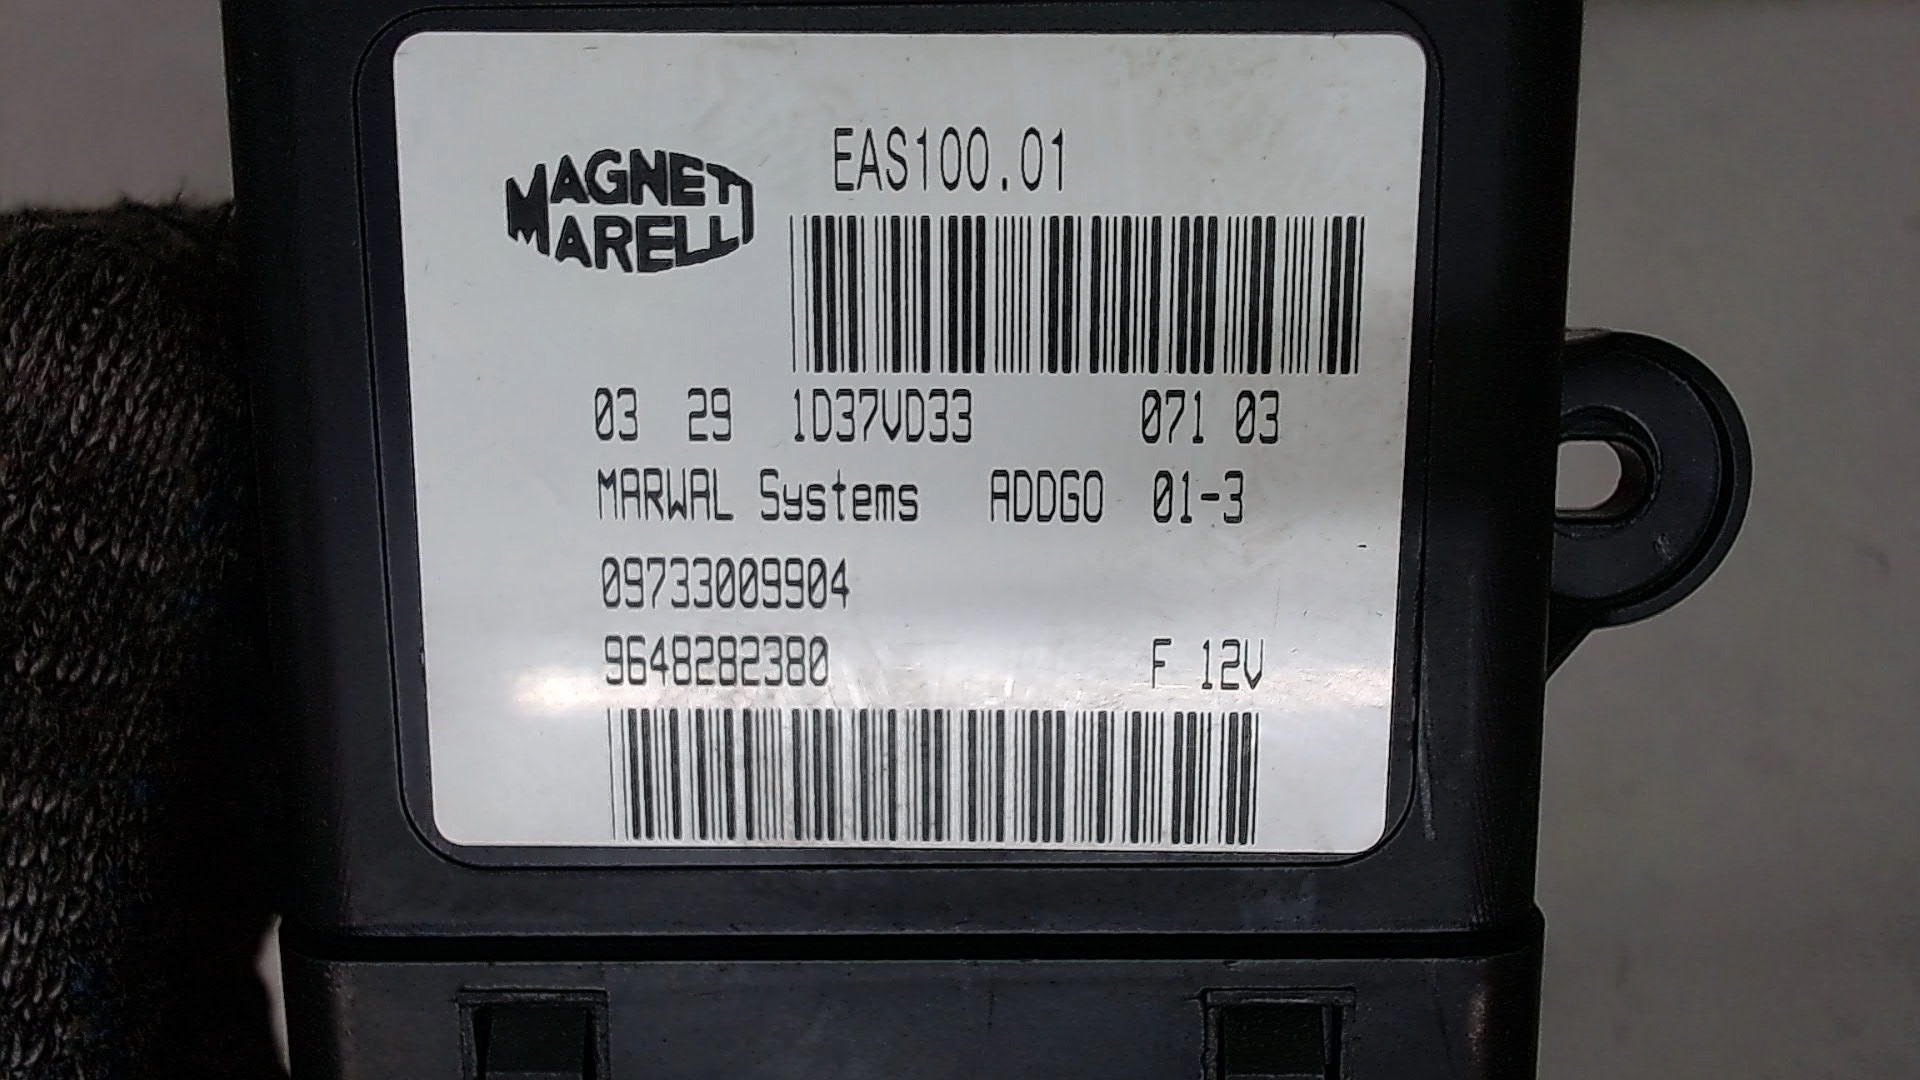 MAGNETI
MARELLI
EAS100.01
03 29 1D37VD33 071 03
MARWAL Systems ADDGO 01-3
09733009904
9648282380 F 12V